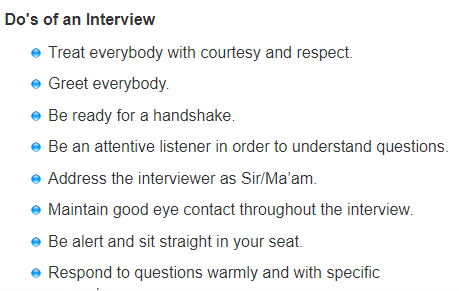 Do's of an Interview
Treat everybody with courtesy and respect.
Greet everybody.
Be ready for a handshake.
Be an attentive listener in order to understand questions.
Address the interviewer as Sir/Ma’am.
Maintain good eye contact throughout the interview.
Be alert and sit straight in your seat.
Respond to questions warmly and with specific